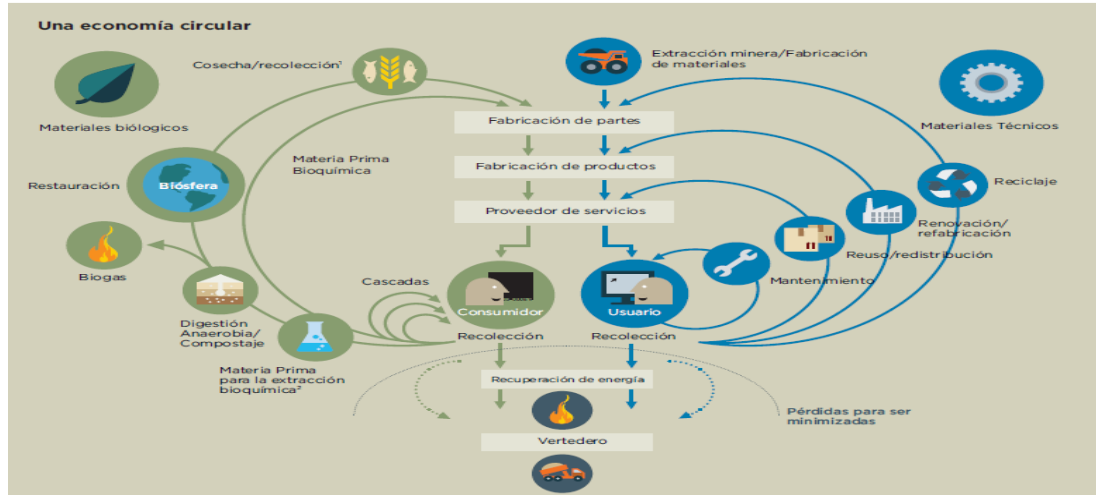 Una economía circular
Cosecha/recolección¹
Extracción minera/Fabricación
de materiales
Materiales biólogicos
Fabricación de partes
Materiales Técnicos
Materia Prima
Bioquímica
Fabricación de productos
Restauración
Biósfera
Reciclaje
Proveedor de servicios
Renovación/
refabricación
Reuso/redistribución
Biogas
Cascadas
Mantenimiento
Consumidor
Usuario
Digestión
Anaerobia/
Compostaje
Recolección
Recolección
Materia Prima
para la extracción
bioquímica²
Recuperación de energía
Pérdidas para ser
minimizadas
Vertedero